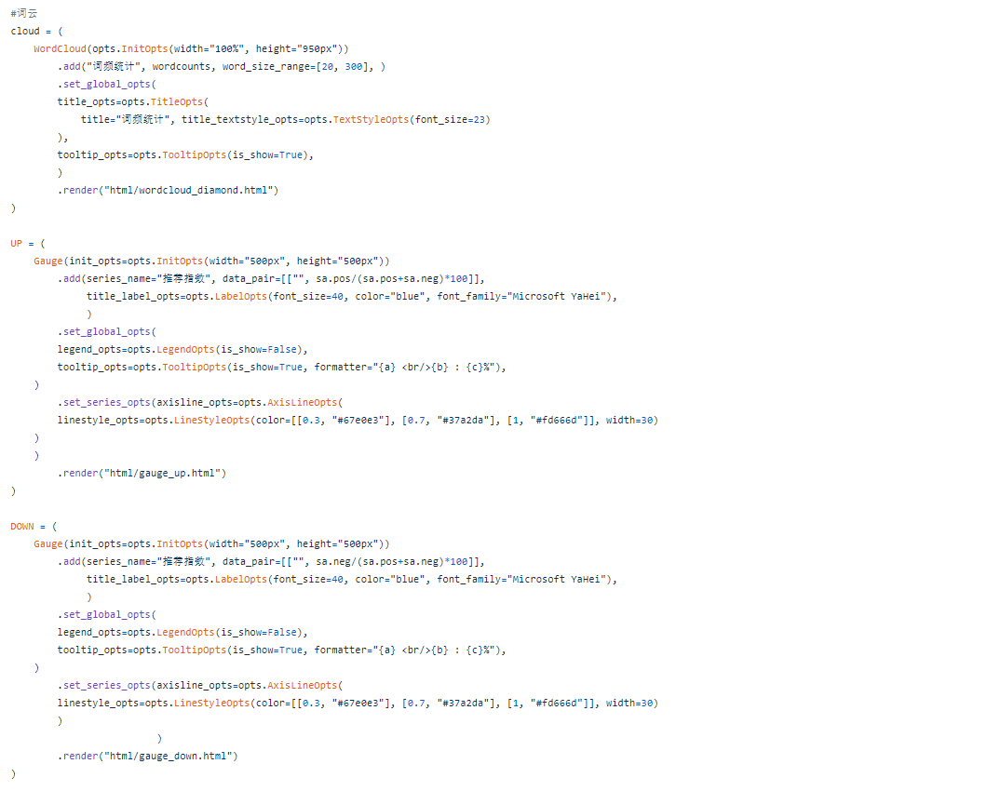 #词云
cloud = (
    WordCloud(opts.InitOpts(width="100%", height="950px"))
        .add("词频统计", wordcounts, word_size_range=[20, 300], )
        .set_global_opts(
        title_opts=opts.TitleOpts(
            title="词频统计", title_textstyle_opts=opts.TextStyleOpts(font_size=23)
        ),
        tooltip_opts=opts.TooltipOpts(is_show=True),
        )
        .render("html/wordcloud_diamond.html")
)

UP = (
    Gauge(init_opts=opts.InitOpts(width="500px", height="500px"))
        .add(series_name="推荐指数", data_pair=[["", sa.pos/(sa.pos+sa.neg)*100]],
             title_label_opts=opts.LabelOpts(font_size=40, color="blue", font_family="Microsoft YaHei"),
             )
        .set_global_opts(
        legend_opts=opts.LegendOpts(is_show=False),
        tooltip_opts=opts.TooltipOpts(is_show=True, formatter="{a} <br/>{b} : {c}%"),
    )
        .set_series_opts(axisline_opts=opts.AxisLineOpts(
        linestyle_opts=opts.LineStyleOpts(color=[[0.3, "#67e0e3"], [0.7, "#37a2da"], [1, "#fd666d"]], width=30)
    )
    )
        .render("html/gauge_up.html")
)

DOWN = (
    Gauge(init_opts=opts.InitOpts(width="500px", height="500px"))
        .add(series_name="推荐指数", data_pair=[["", sa.neg/(sa.pos+sa.neg)*100]],
             title_label_opts=opts.LabelOpts(font_size=40, color="blue", font_family="Microsoft YaHei"),
             )
        .set_global_opts(
        legend_opts=opts.LegendOpts(is_show=False),
        tooltip_opts=opts.TooltipOpts(is_show=True, formatter="{a} <br/>{b} : {c}%"),
    )
        .set_series_opts(axisline_opts=opts.AxisLineOpts(
        linestyle_opts=opts.LineStyleOpts(color=[[0.3, "#67e0e3"], [0.7, "#37a2da"], [1, "#fd666d"]], width=30)
        )
                         )
        .render("html/gauge_down.html")
)